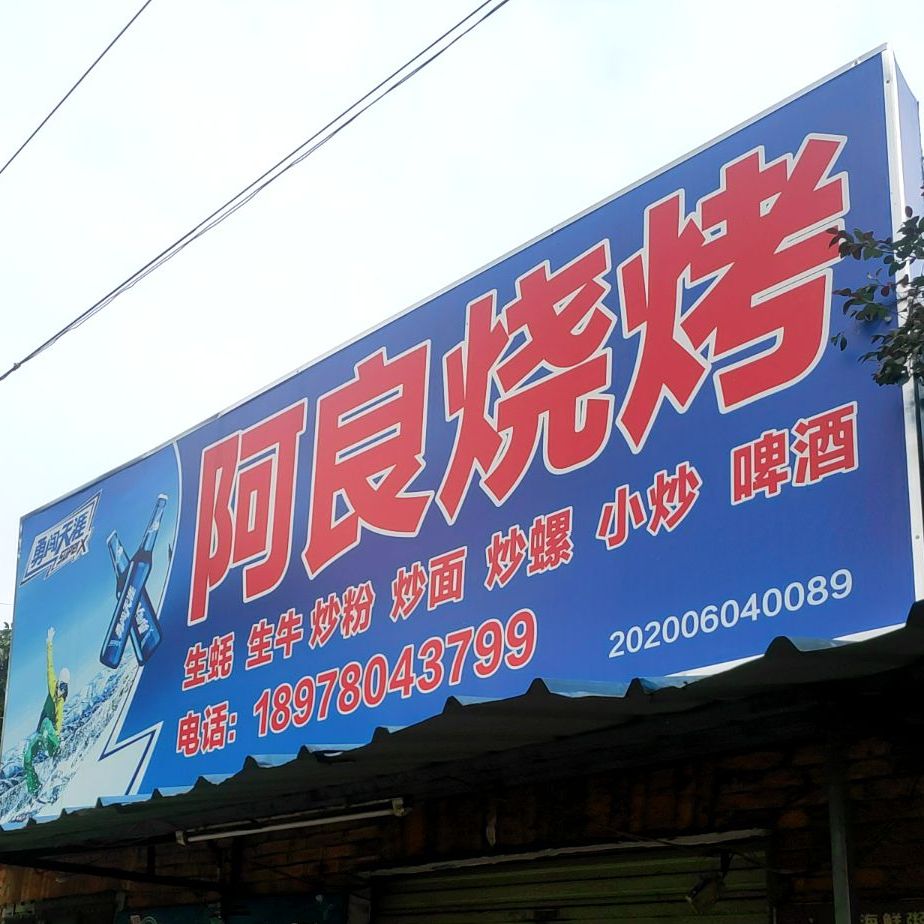 阿良烧烤
勇闯天涯
superX
生蚝 生牛 炒粉 炒面 炒螺 小炒 啤酒
电话: 18978043799
202006040089